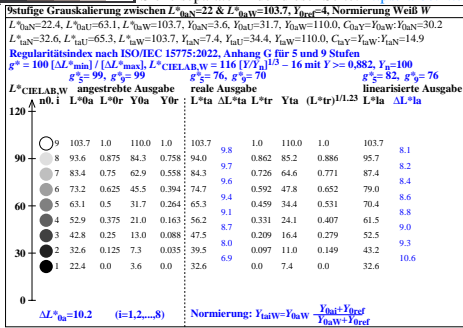 9stufige Grauskalierung zwischen L*0aN=22 & L*0aW=103.7, Y0ref=4, Normierung Weiß W
L*0aN=22.4, L*0aU=63.1, L*0aW=103.7, Y0aN=3.6, Y0aU=31.7, Y0aW=110.0, C0aY=Y0aW:Y0aN=30.2
L*taN=32.6, L*taU=65.3, L*taW=103.7, YtaN=7.4, YtaU=34.4, YtaW=110.0, CtaY=YtaW:YtaN=14.9
Regularitätsindex nach ISO/IEC 15775:2022, Anhang G für 5 und 9 Stufen
g* = 100 [ΔL*min] / [ΔL*max], L*CIELAB,W = 116 [Y/Yn]1/3 – 16 mit Y >= 0,882, Yn=100
g*5= 99, g*9= 99 g*5= 76, g*9= 70 g*5= 82, g*9= 76
L*CIELAB,W angestrebte Ausgabe reale Ausgabe linearisierte Ausgabe
n0. i L*0a L*0r Y0a Y0r L*ta ΔL*ta L*tr Yta (L*tr)1/1.23 L*la ΔL*la
120
9 103.7 1.0 110.0 1.0 103.7 1.0 110.0 1.0 103.7
9.8 8.1
8 93.6 0.875 84.3 0.758 94.0 0.862 85.2 0.886 95.7
90
9.7 8.2
7 83.4 0.75 62.9 0.558 84.3 0.726 64.6 0.771 87.4
9.6 8.4
6 73.2 0.625 45.5 0.394 74.7 0.592 47.8 0.652 79.0
9.4 8.6
60 5 63.1 0.5 31.7 0.264 65.3 0.459 34.4 0.531 70.4
9.1 8.8
4 52.9 0.375 21.0 0.163 56.2 0.331 24.1 0.407 61.5
8.7 9.0
3 42.8 0.25 13.0 0.088 47.5 0.209 16.4 0.279 52.5
8.0 9.3
30 2 32.6 0.125 7.3 0.035 39.5 0.097 11.0 0.149 43.2
6.9 10.6
1 22.4 0.0 3.6 0.0 32.6 0.0 7.4 0.0 32.6
0
ΔL*0a=10.2 (i=1,2,...,8) Normierung: YtaiW=Y0aW Y0ai+Y0ref
Y0aW+Y0ref